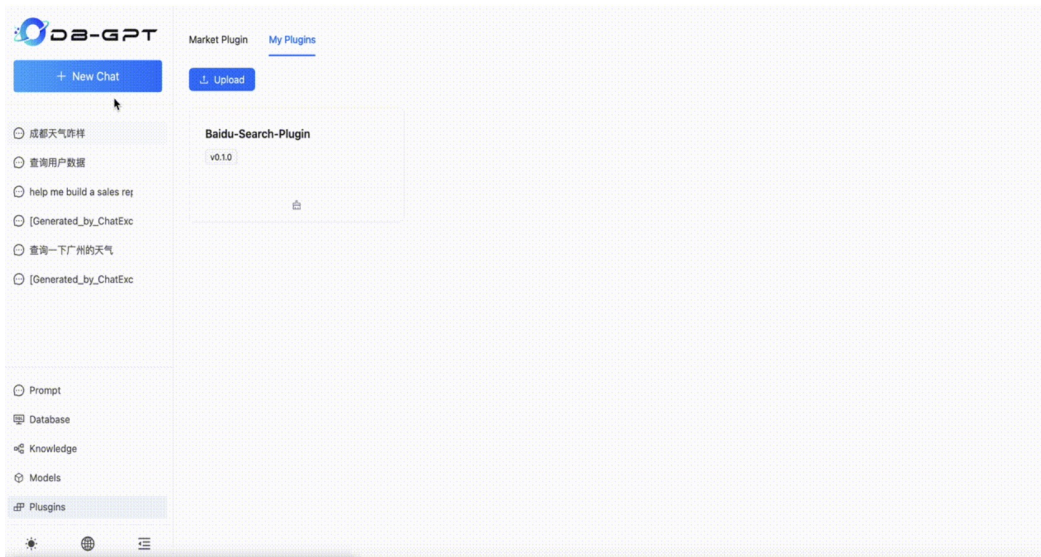 DB-GPT
+ New Chat
成都天气咋样
查询用户数据
help me build a sales rep
[Generated_by_ChatExc
查询一下广州的天气
[Generated_by_ChatExc
Prompt
Database
Knowledge
Models
Plusgins
Market Plugin My Plugins
Upload
Baidu-Search-Plugin
v0.1.0